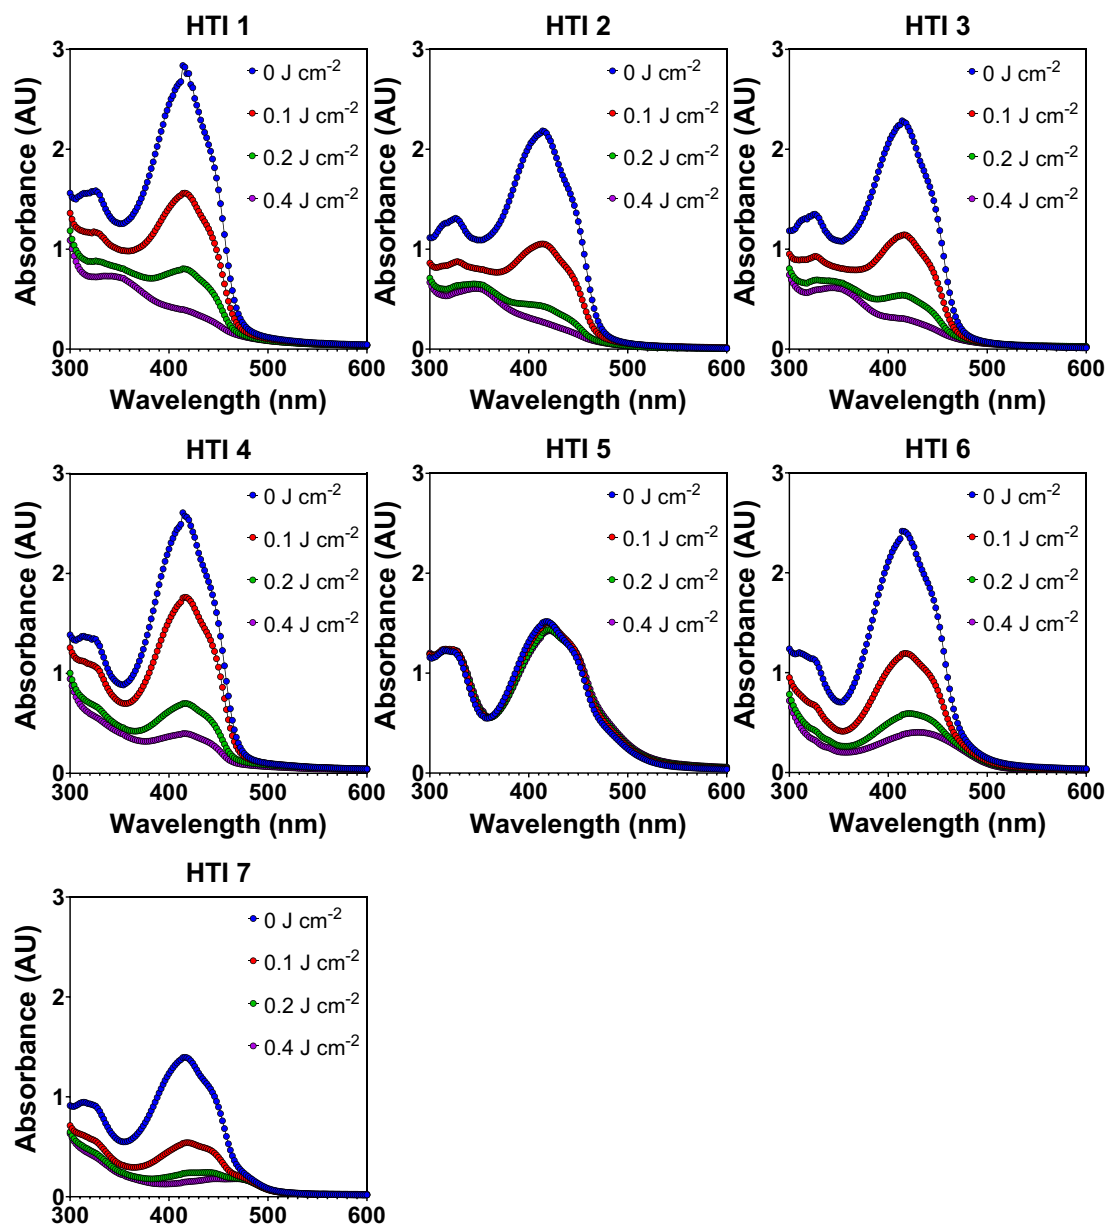 HTI 1
3
2
1
0
Absorbance (AU)
0 J cm-2
0.1 J cm-2
0.2 J cm-2
0.4 J cm-2
300 400 500 600
Wavelength (nm)
HTI 2
3
2
1
0
Absorbance (AU)
0 J cm-2
0.1 J cm-2
0.2 J cm-2
0.4 J cm-2
300 400 500 600
Wavelength (nm)
HTI 3
3
2
1
0
Absorbance (AU)
0 J cm-2
0.1 J cm-2
0.2 J cm-2
0.4 J cm-2
300 400 500 600
Wavelength (nm)
HTI 4
3
2
1
0
Absorbance (AU)
0 J cm-2
0.1 J cm-2
0.2 J cm-2
0.4 J cm-2
300 400 500 600
Wavelength (nm)
HTI 5
3
2
1
0
Absorbance (AU)
0 J cm-2
0.1 J cm-2
0.2 J cm-2
0.4 J cm-2
300 400 500 600
Wavelength (nm)
HTI 6
3
2
1
0
Absorbance (AU)
0 J cm-2
0.1 J cm-2
0.2 J cm-2
0.4 J cm-2
300 400 500 600
Wavelength (nm)
HTI 7
3
2
1
0
Absorbance (AU)
0 J cm-2
0.1 J cm-2
0.2 J cm-2
0.4 J cm-2
300 400 500 600